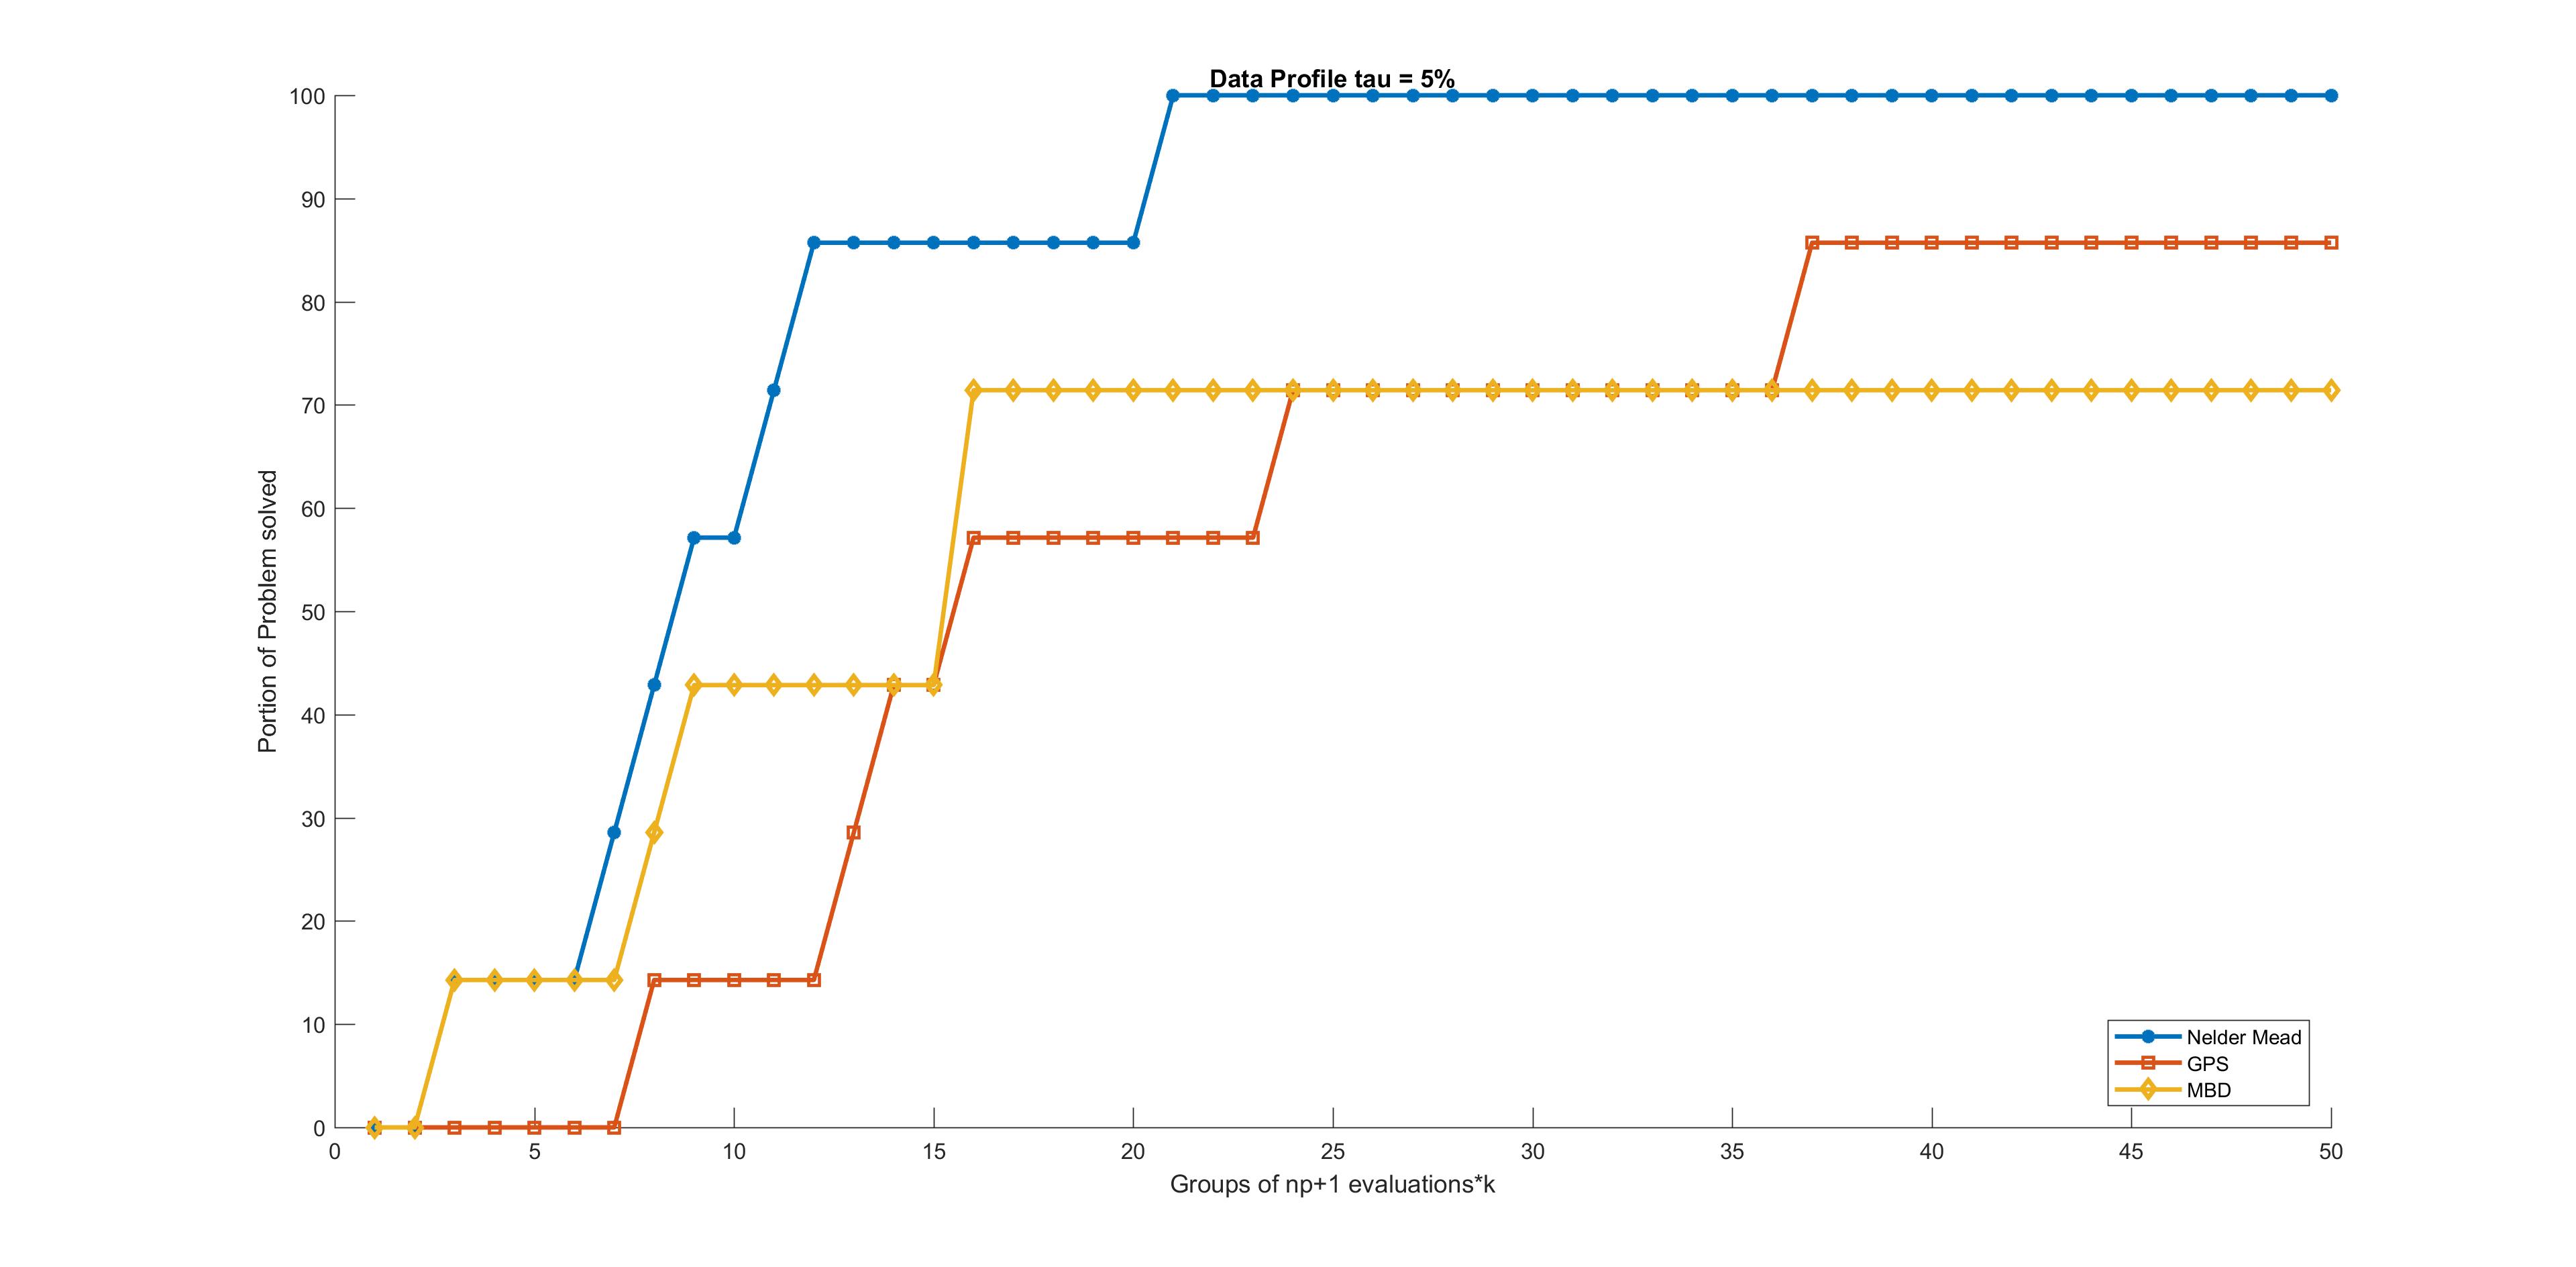 Data Profile tau = 5%
100
90
80
70
60
50
40
30
20
10
0
Portion of Problem solved
0 5 10 15 20 25 30 35 40 45 50
Groups of np+1 evaluations*k
Nelder Mead
GPS
MBD